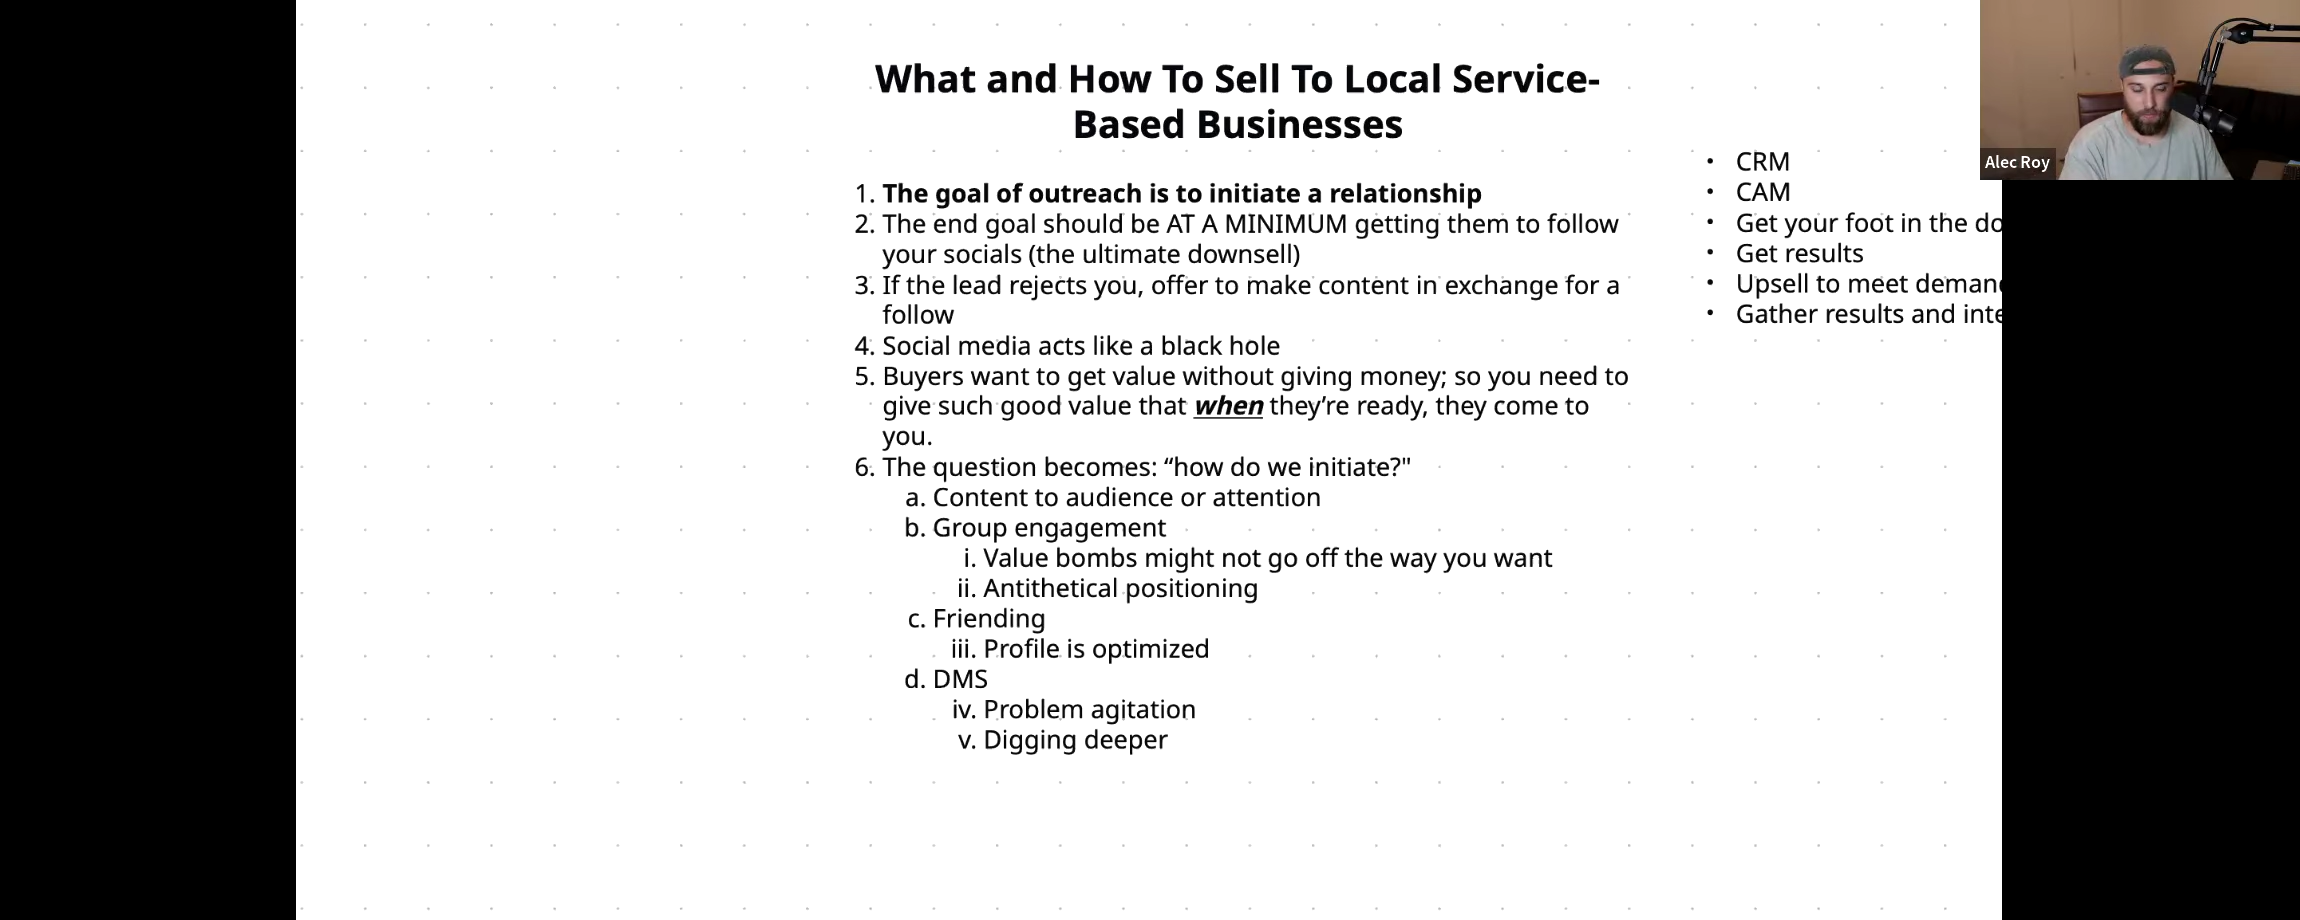 What and How To Sell To Local Service-
Based Businesses
1. The goal of outreach is to initiate a relationship
2. The end goal should be AT A MINIMUM getting them to follow
your socials (the ultimate downsell)
3. If the lead rejects you, offer to make content in exchange for a
follow
4. Social media acts like a black hole
5. Buyers want to get value without giving money; so you need to
give such good value that when they’re ready, they come to
you.
6. The question becomes: “how do we initiate?"
a. Content to audience or attention
b. Group engagement
i. Value bombs might not go off the way you want
ii. Antithetical positioning
c. Friending
iii. Profile is optimized
d. DMS
iv. Problem agitation
v. Digging deeper
• CRM
• CAM
• Get your foot in the
• Get results
• Upsell to meet
• Gather results and
Alec Roy